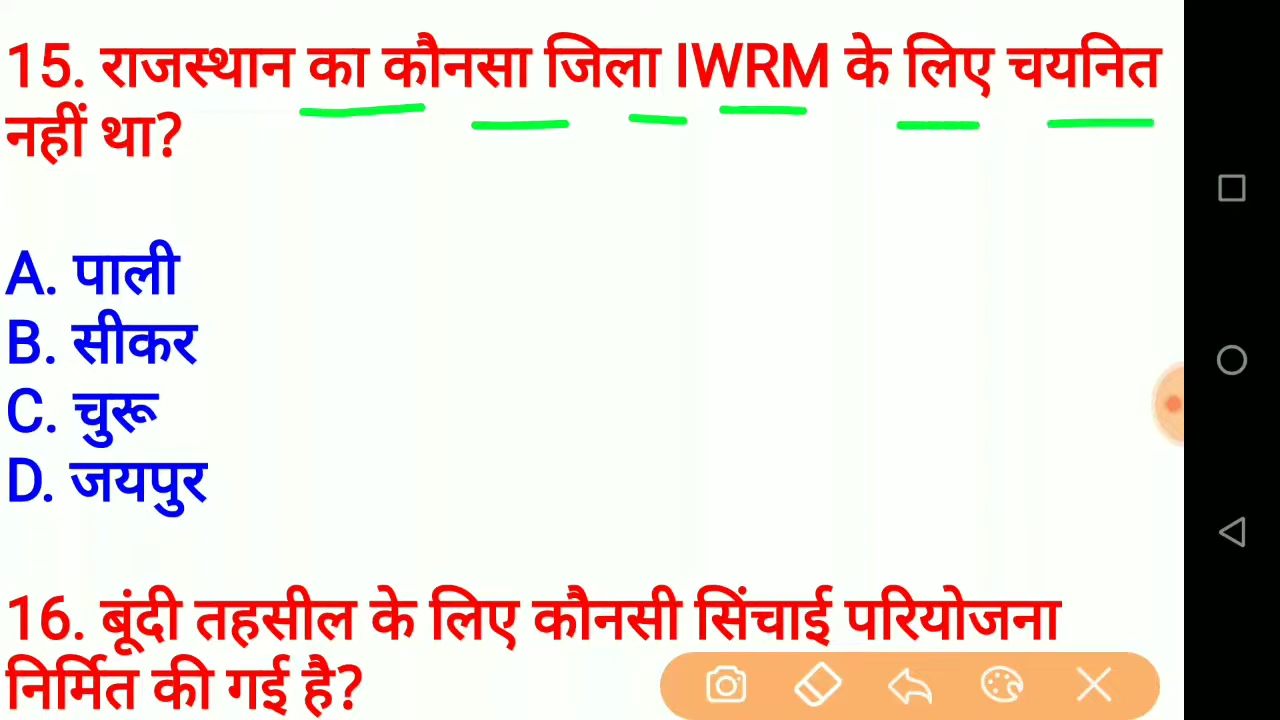 15. राजस्थान का कौनसा जिला IWRM के लिए चयनित
नहीं था?
A. पाली
B. सीकर
C. चुरू
D. जयपुर
16. बूंदी तहसील के लिए कौनसी सिंचाई परियोजना
निर्मित की गई है?